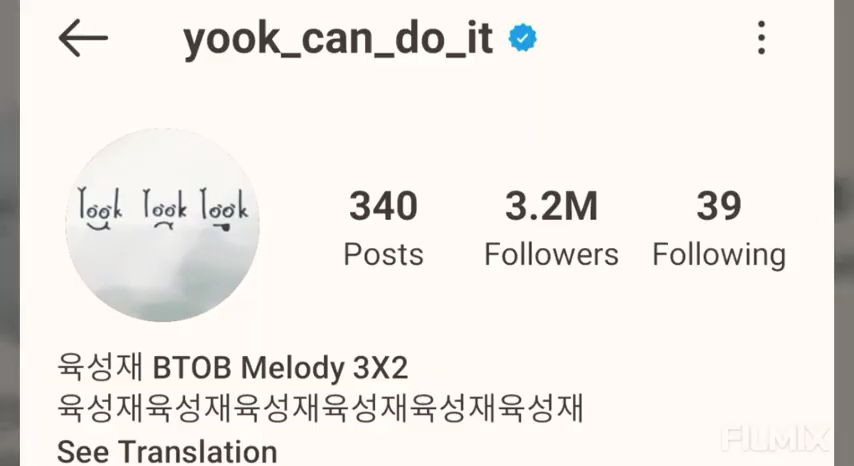 yook_can_do_it
look look look
340 3.2M 39
Posts Followers Following
육성재 BTOB Melody 3X2
육성재육성재육성재육성재육성재육성재
See Translation
FILMIX